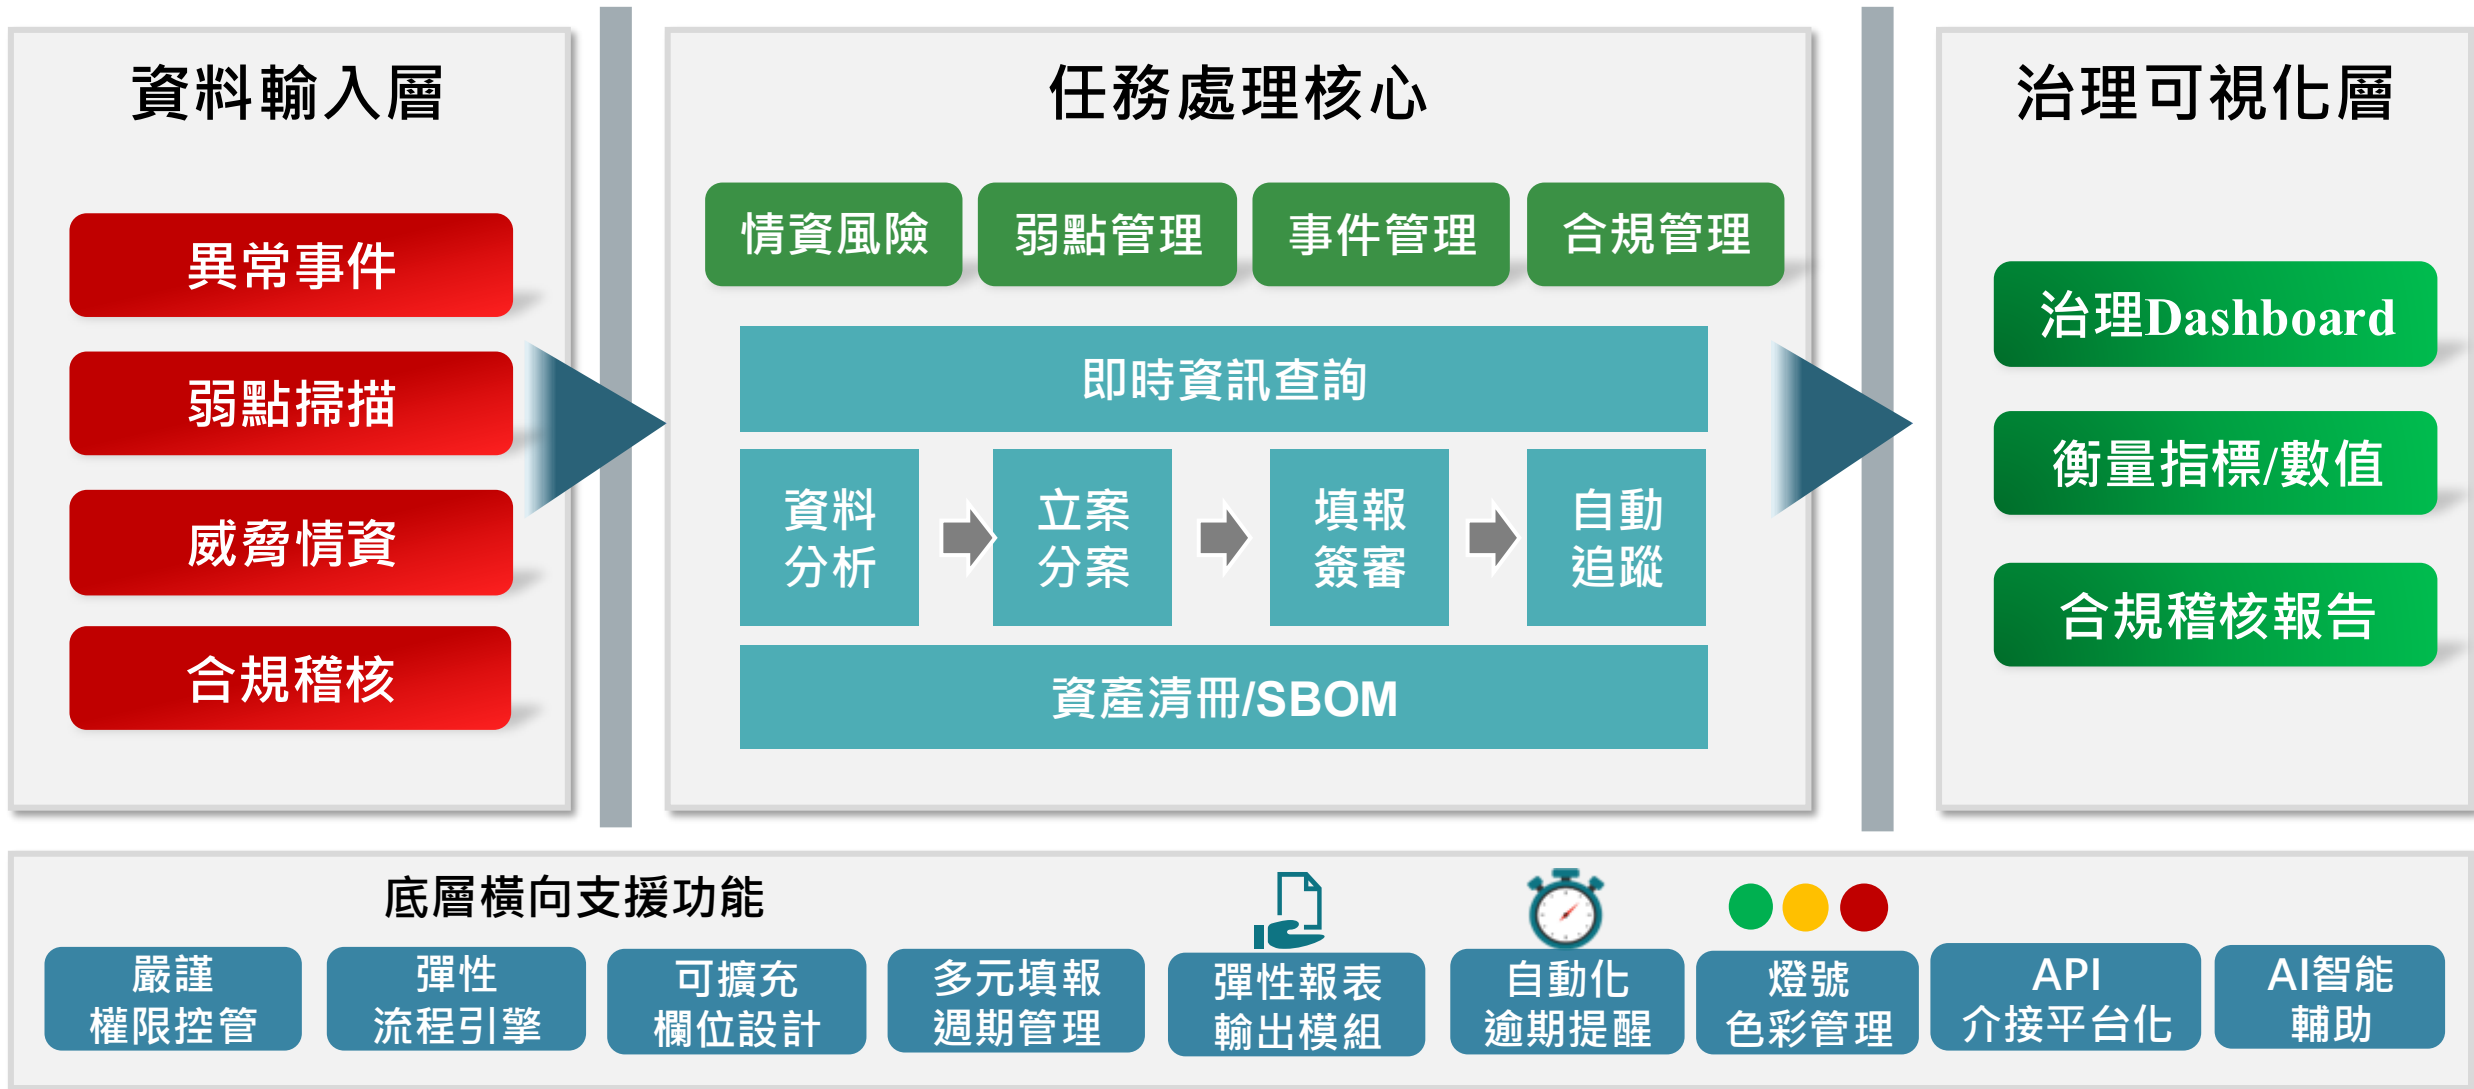 資料輸入層
異常事件
弱點掃描
威脅情資
合規稽核
任務處理核心
情資風險
弱點管理
事件管理
合規管理
即時資訊查詢
資料
分析
立案
分案
填報
簽審
自動
追蹤
資產清冊/SBOM
治理可視化層
治理Dashboard
衡量指標/數值
合規稽核報告
底層橫向支援功能
嚴謹
權限控管
彈性
流程引擎
可擴充
欄位設計
多元填報
週期管理
彈性報表
輸出模組
自動化
逾期提醒
燈號
色彩管理
API
介接平台化
AI智能
輔助